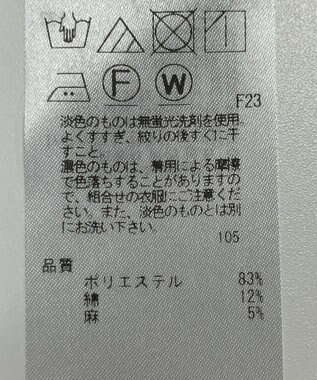 F W
F23
淡色のものは無蛍光洗剤を使用。
よくすすぎ、絞りの後すぐに干
すこと。
濃色のものは、着用による摩擦
で色落ちすることがありますの
で、組合せの衣服にご注意くだ
さい。また、淡色のものとは別
にお洗い下さい。
105
品質
ポリエステル 83%
綿 12%
麻 5%